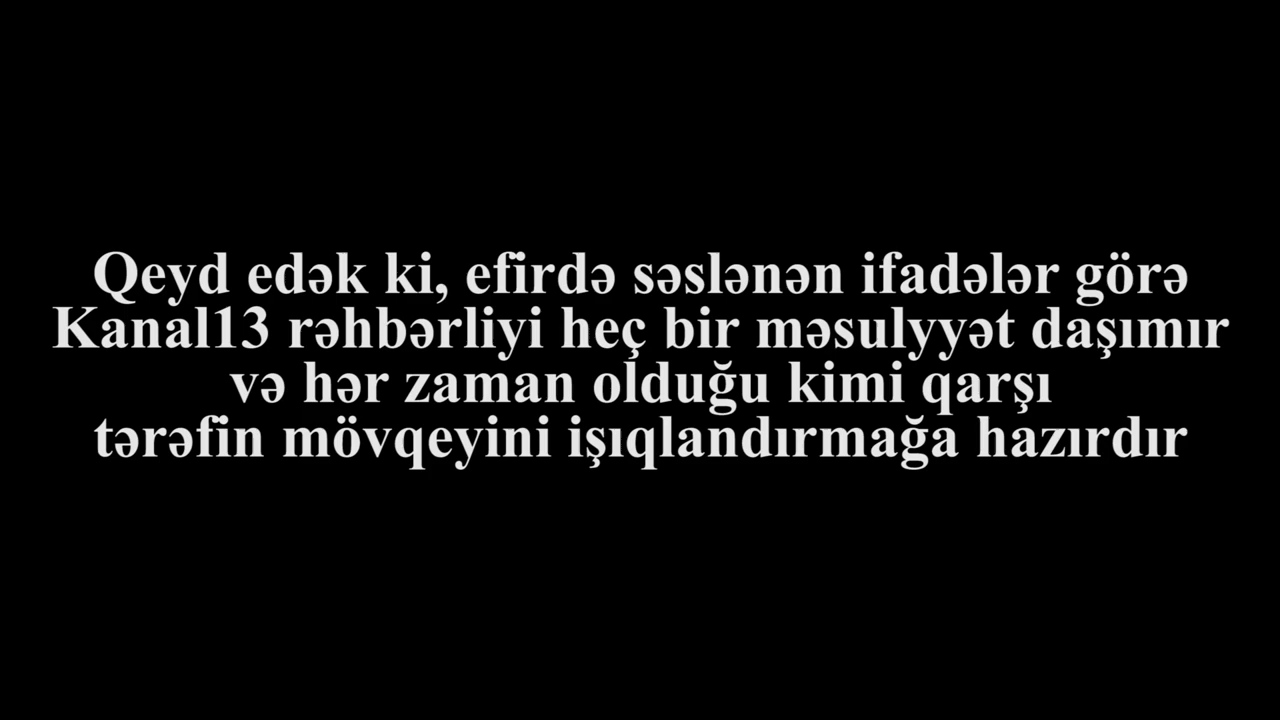 Qeyd edək ki, efirdə səslənən ifadələr görə
Kanal13 rəhbərliyi heç bir məsulyyət daşımır
və hər zaman olduğu kimi qarşı
tərəfin mövqeyini işıqlandırmağa hazırdır